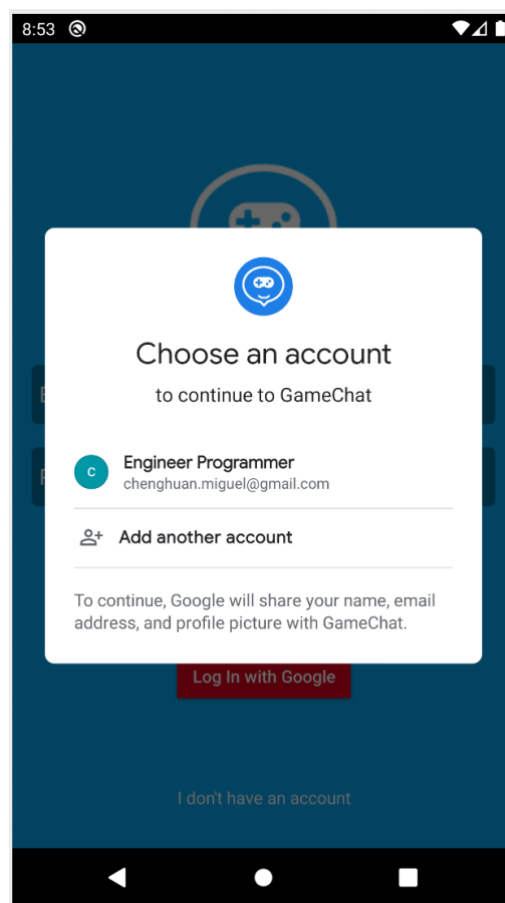 8:53
Choose an account
to continue to GameChat
E
C
Engineer Programmer
chenghuan.miguel@gmail.com
Add another account
To continue, Google will share your name, email
address, and profile picture with GameChat.
Log In with Google
I don't have an account